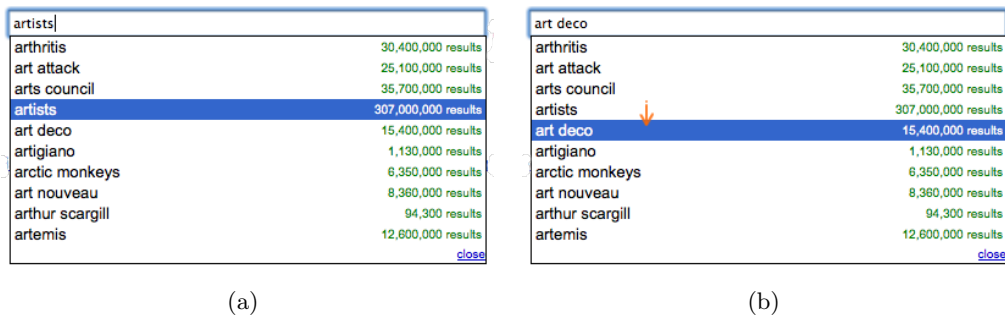 artists
arthritis 30,400,000 results
art attack 25,100,000 results
arts council 35,700,000 results
artists 307,000,000 results
art deco 15,400,000 results
artigiano 1,130,000 results
arctic monkeys 6,350,000 results
art nouveau 8,360,000 results
arthur scargill 94,300 results
artemis 12,600,000 results
close
(a)
art deco
arthritis 30,400,000 results
art attack 25,100,000 results
arts council 35,700,000 results
artists 307,000,000 results
art deco 15,400,000 results
artigiano 1,130,000 results
arctic monkeys 6,350,000 results
art nouveau 8,360,000 results
arthur scargill 94,300 results
artemis 12,600,000 results
close
(b)